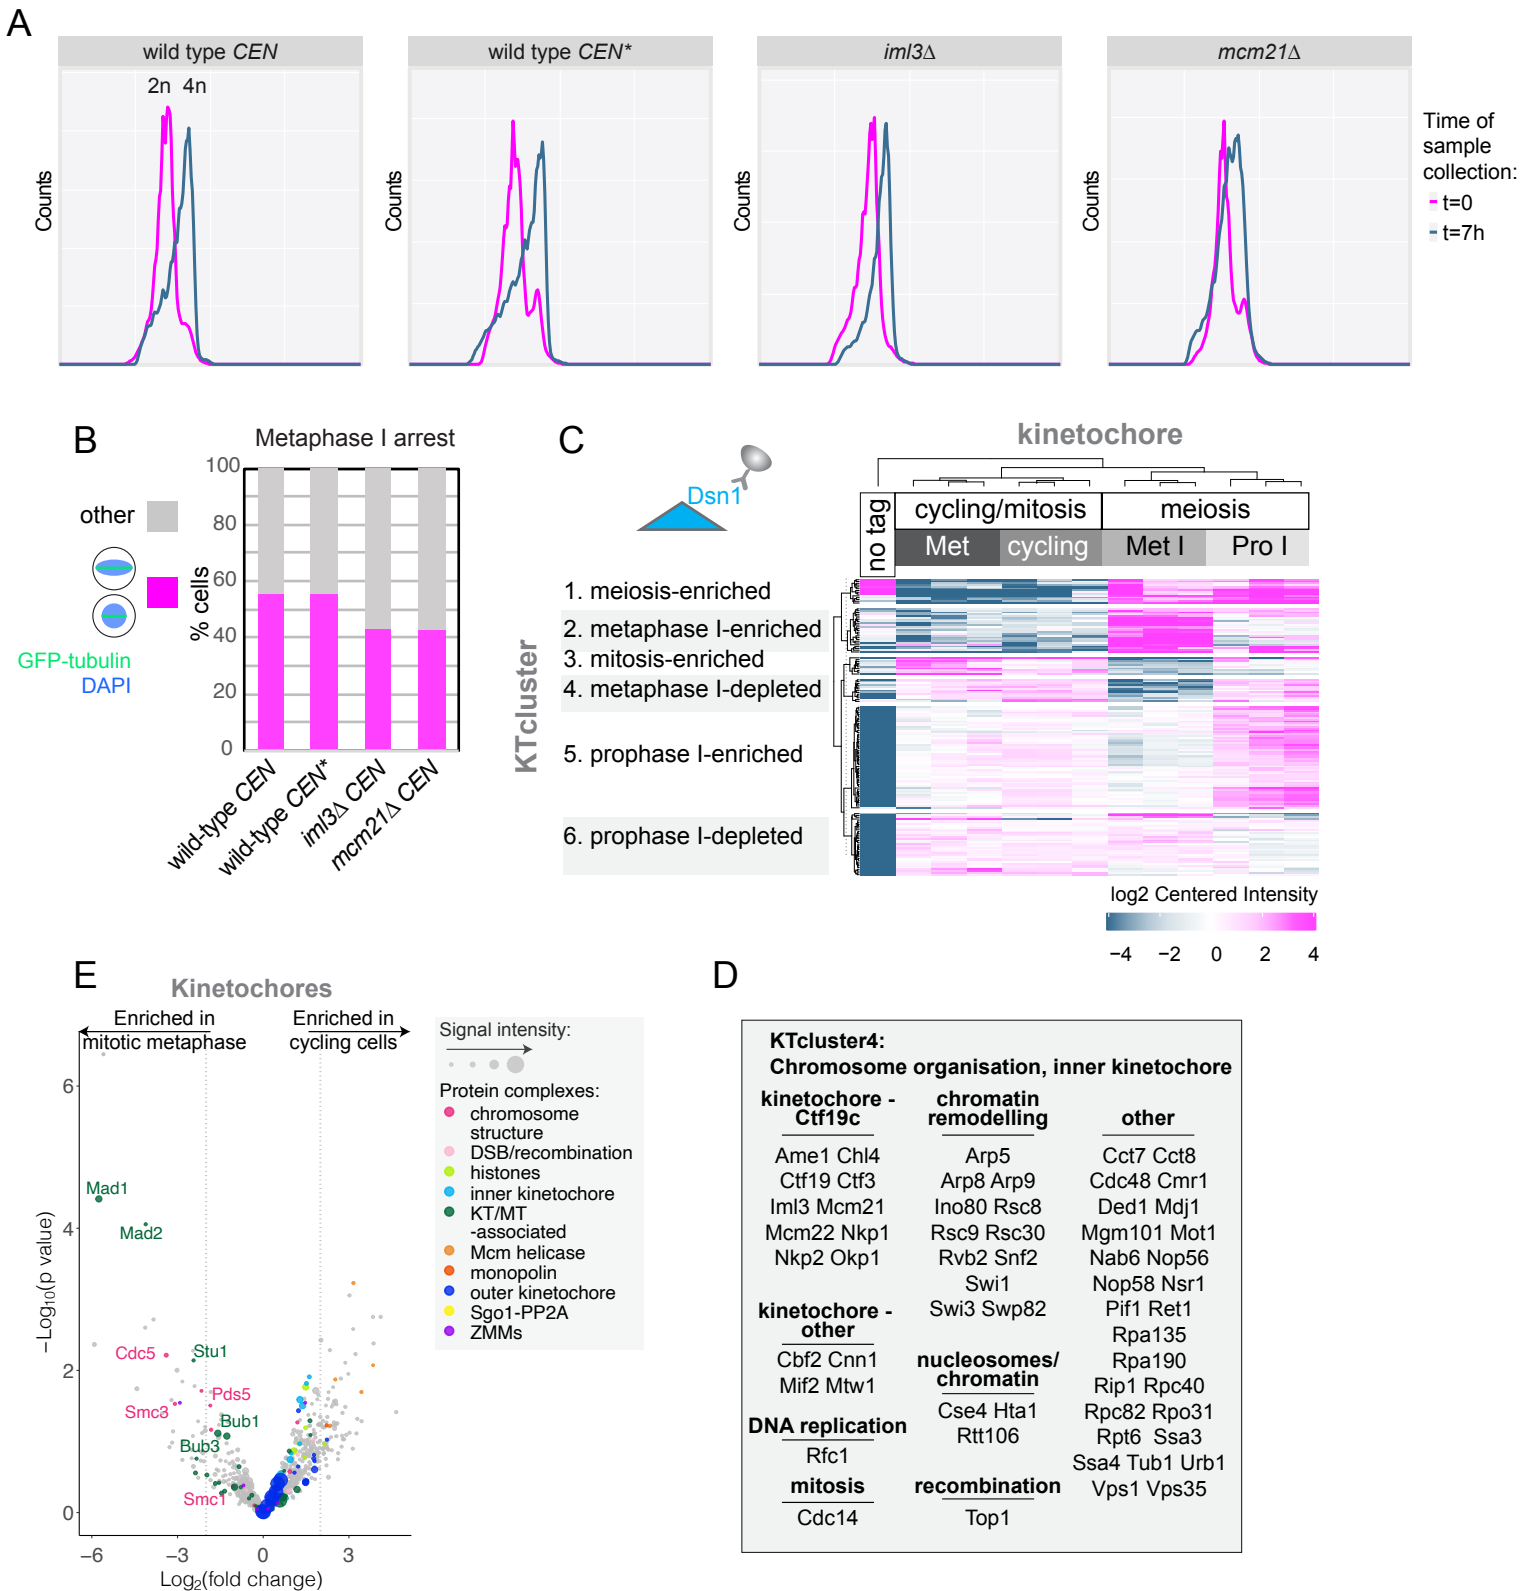 A
wild type CEN
wild type CEN*
iml3Δ
mcm21Δ
2n 4n
Counts
Counts
Counts
Counts
Time of
sample
collection:
t=0
t=7h
B
Metaphase I arrest
other
GFP-tubulin
DAPI
% cells
100
80
60
40
20
0
wild-type CEN
wild-type CEN*
iml3Δ CEN
mcm21Δ CEN
C
Dsn1
kinetochore
no tag
cycling/mitosis
meiosis
Met
cycling
Met I
Pro I
KTcluster
1. meiosis-enriched
2. metaphase I-enriched
3. mitosis-enriched
4. metaphase I-depleted
5. prophase I-enriched
6. prophase I-depleted
log2 Centered Intensity
−4 −2 0 2 4
E
Kinetochores
Enriched in
mitotic metaphase
Enriched in
cycling cells
−Log10(p value)
6
4
2
0
Mad1
Mad2
Cdc5
Stu1
Pds5
Smc3
Bub1
Bub3
Smc1
−6 −3 0 3
Log2(fold change)
Signal intensity:
Protein complexes:
chromosome
structure
DSB/recombination
histones
inner kinetochore
KT/MT
-associated
Mcm helicase
monopolin
outer kinetochore
Sgo1-PP2A
ZMMs
D
KTcluster4:
Chromosome organisation, inner kinetochore
kinetochore -
Ctf19c
Ame1 Chl4
Ctf19 Ctf3
Iml3 Mcm21
Mcm22 Nkp1
Nkp2 Okp1
kinetochore -
other
Cbf2 Cnn1
Mif2 Mtw1
DNA replication
Rfc1
mitosis
Cdc14
chromatin
remodelling
Arp5
Arp8 Arp9
Ino80 Rsc8
Rsc9 Rsc30
Rvb2 Snf2
Swi1
Swi3 Swp82
nucleosomes/
chromatin
Cse4 Hta1
Rtt106
recombination
Top1
other
Cct7 Cct8
Cdc48 Cmr1
Ded1 Mdj1
Mgm101 Mot1
Nab6 Nop56
Nop58 Nsr1
Pif1 Ret1
Rpa135
Rpa190
Rip1 Rpc40
Rpc82 Rpo31
Rpt6 Ssa3
Ssa4 Tub1 Urb1
Vps1 Vps35